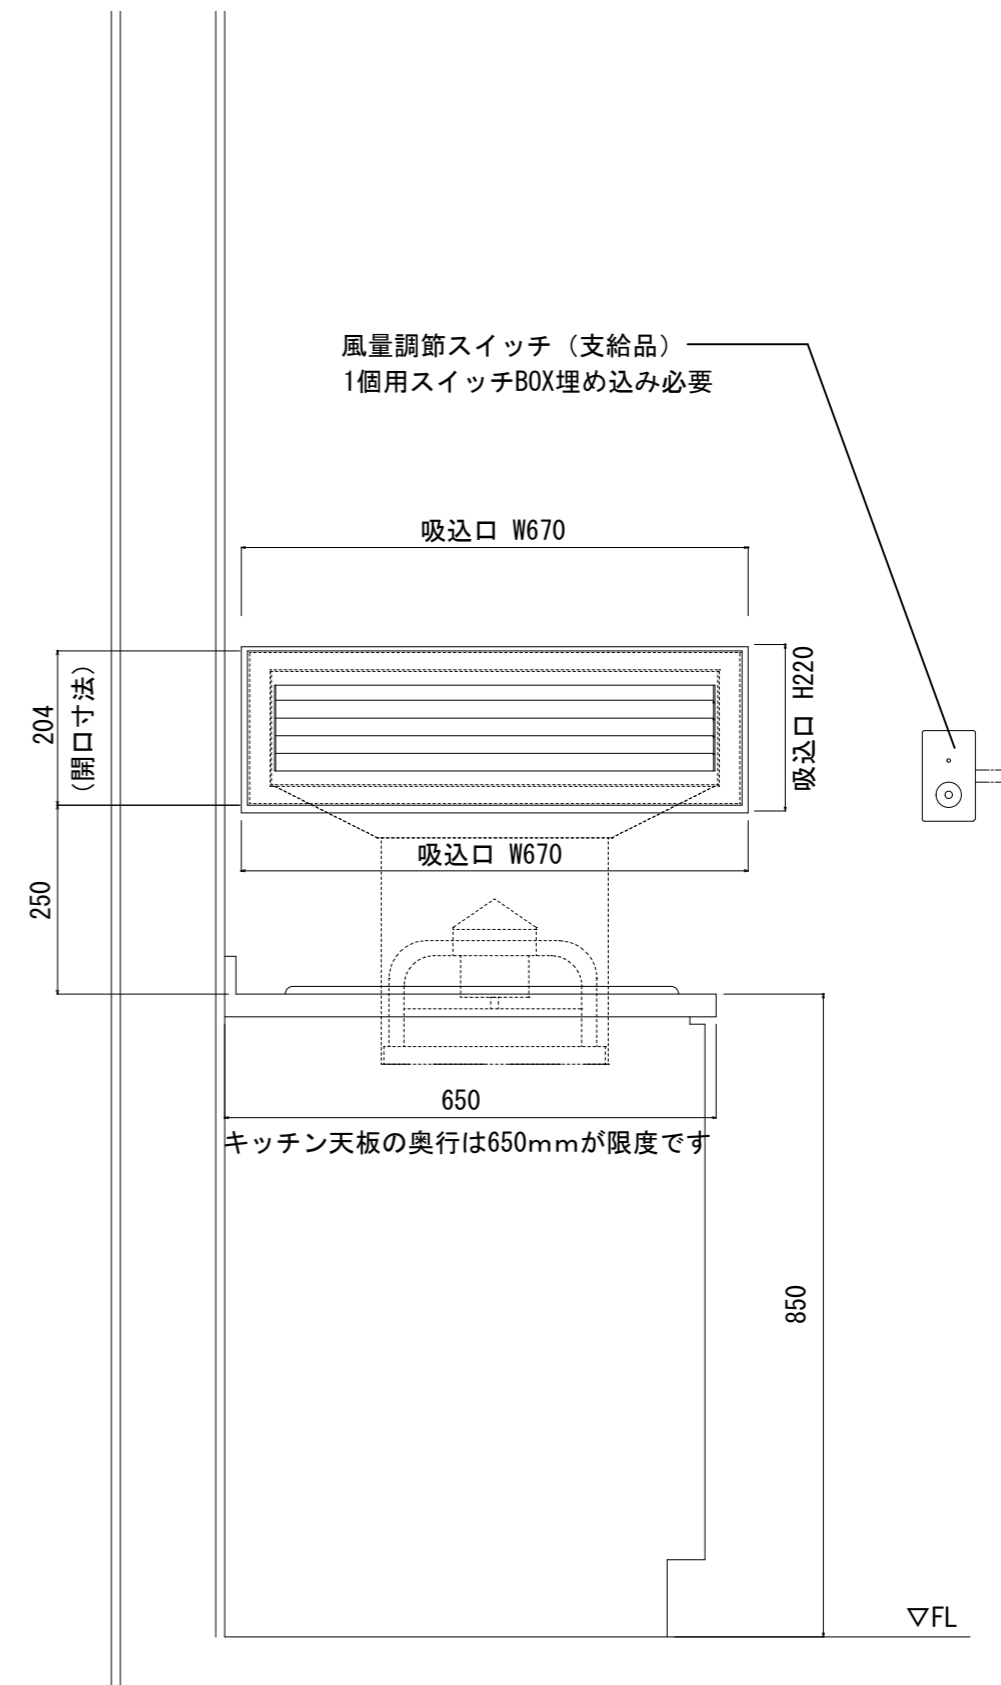 風量調節スイッチ（支給品）
1個用スイッチBOX埋め込み必要
吸込口 W670
204
（開口寸法）
吸込口 H220
吸込口 W670
250
650
キッチン天板の奥行は650ｍｍが限度です
850
▽FL